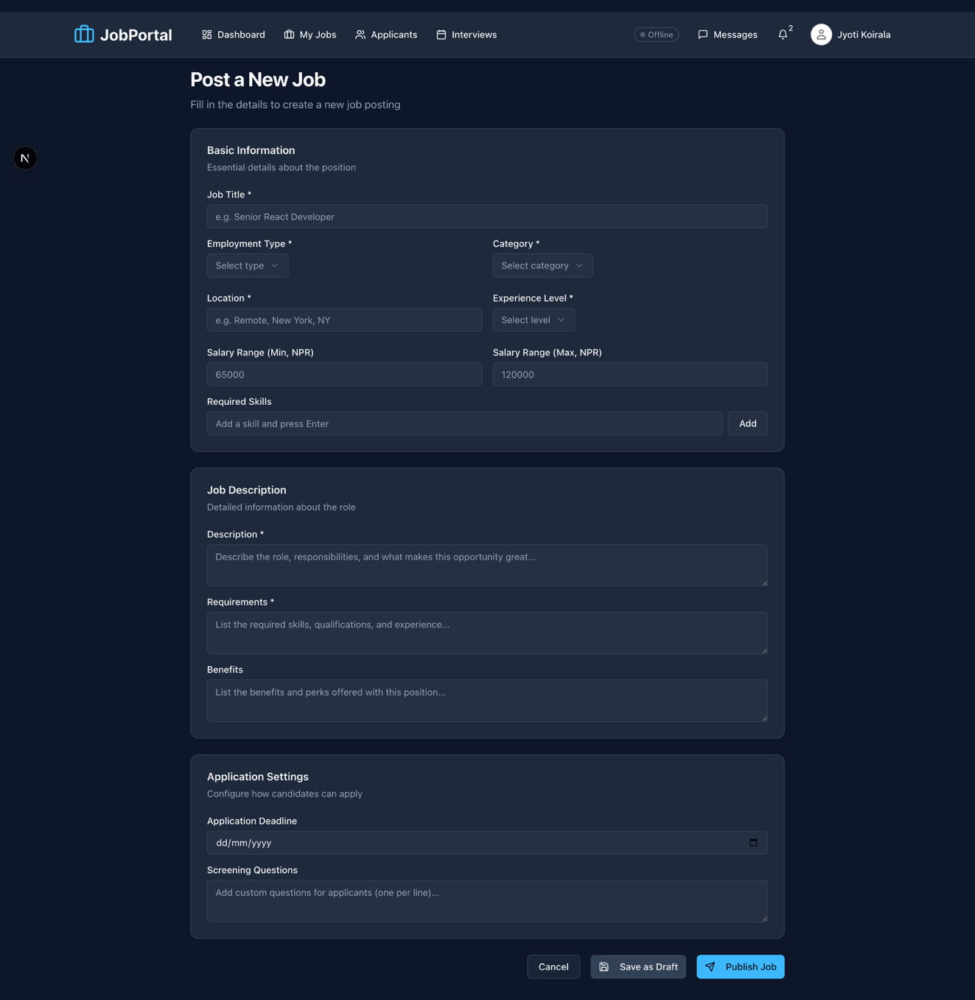 JobPortal
Dashboard
My Jobs
Applicants
Interviews
Offline
Messages
2
Jyoti Koirala
Post a New Job
Fill in the details to create a new job posting
N
Basic Information
Essential details about the position
Job Title *
e.g. Senior React Developer
Employment Type *
Category *
Select type
Select category
Location *
Experience Level *
e.g. Remote, New York, NY
Select level
Salary Range (Min, NPR)
Salary Range (Max, NPR)
65000
120000
Required Skills
Add a skill and press Enter
Add
Job Description
Detailed information about the role
Description *
Describe the role, responsibilities, and what makes this opportunity great...
Requirements *
List the required skills, qualifications, and experience...
Benefits
List the benefits and perks offered with this position...
Application Settings
Configure how candidates can apply
Application Deadline
dd/mm/yyyy
Screening Questions
Add custom questions for applicants (one per line)...
Cancel
Save as Draft
Publish Job